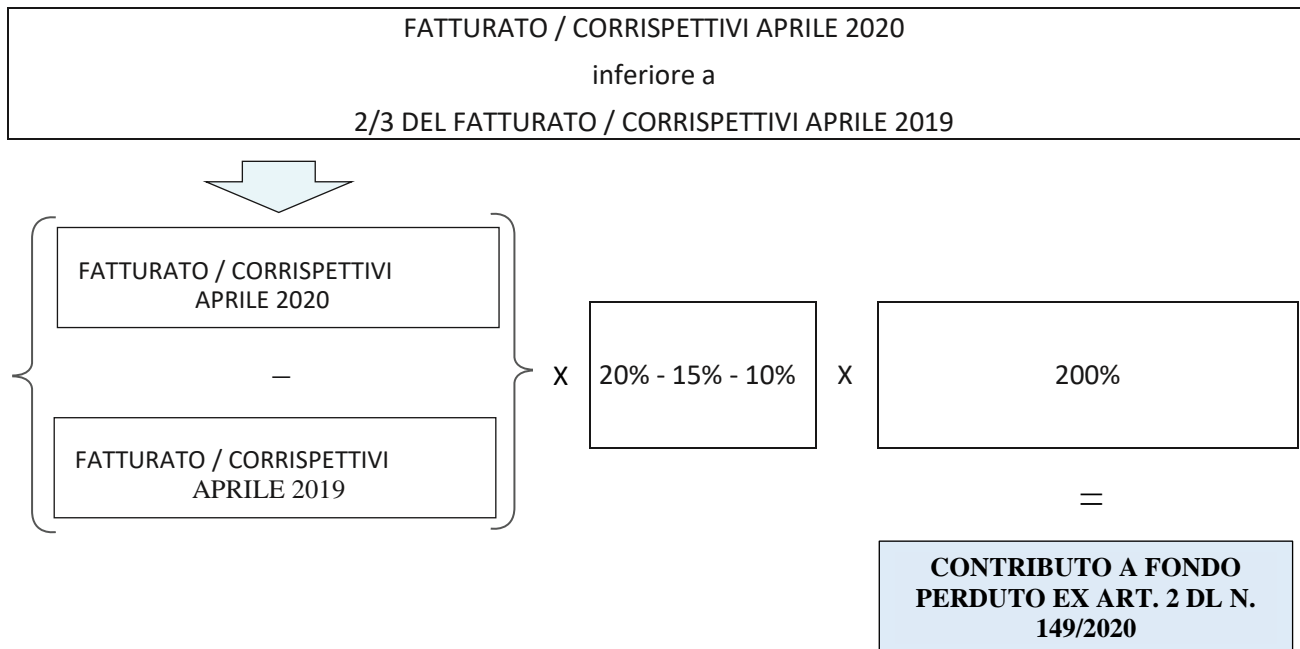 FATTURATO / CORRISPETTIVI APRILE 2020
inferiore a
2/3 DEL FATTURATO / CORRISPETTIVI APRILE 2019
FATTURATO / CORRISPETTIVI
APRILE 2020
–
FATTURATO / CORRISPETTIVI
APRILE 2019
X
20% - 15% - 10%
X
200%
=
CONTRIBUTO A FONDO
PERDUTO EX ART. 2 DL N.
149/2020